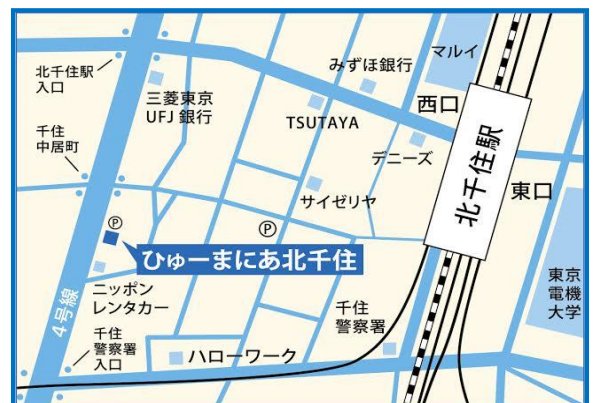 マルイ
みずほ銀行
北千住駅
入口
三菱東京
UFJ 銀行
西口
TSUTAYA
デニーズ
千住
中居町
北千住駅
東口
サイゼリヤ
P
P
ひゅーまにあ北千住
ニッポン
レンタカー
4号線
東京
電機
大学
千住
警察署
千住
警察署
入口
ハローワーク